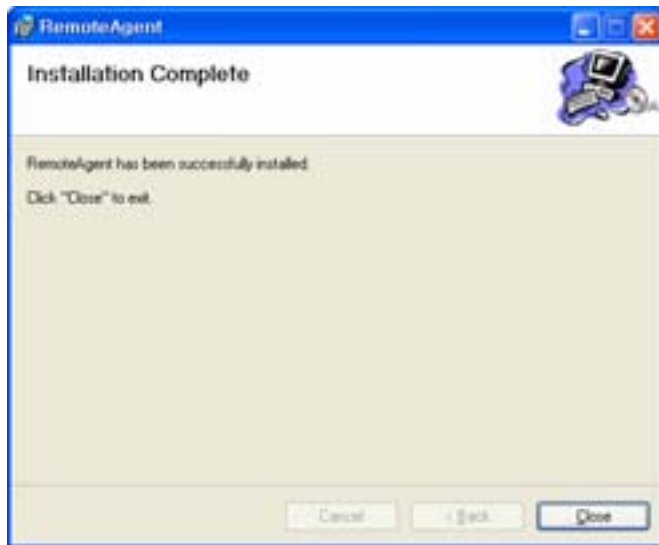 RemoteAgent
Installation Complete
RemoteAgent has been successfully installed.
Click "Close" to exit.
Cancel
< Back
Close